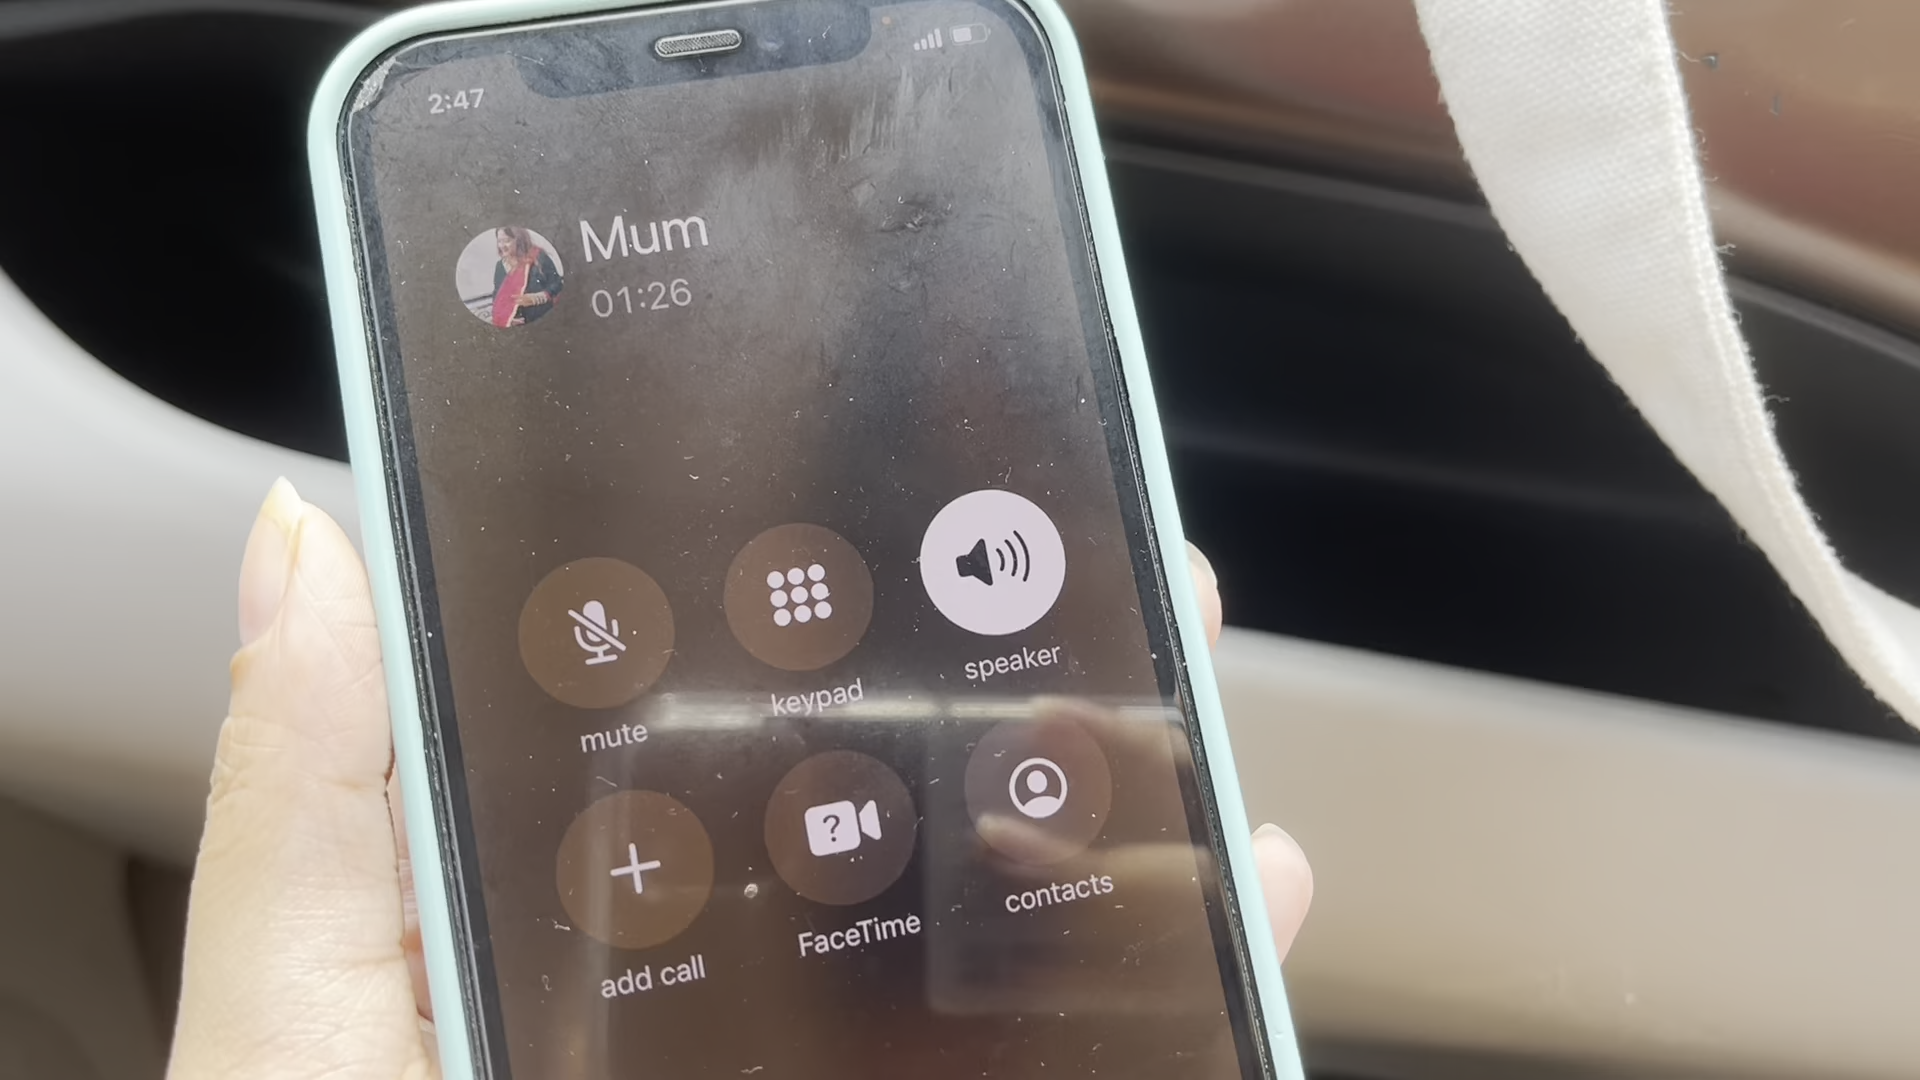 2:47
Mum
01:26
mute
keypad
speaker
add call
?
FaceTime
contacts